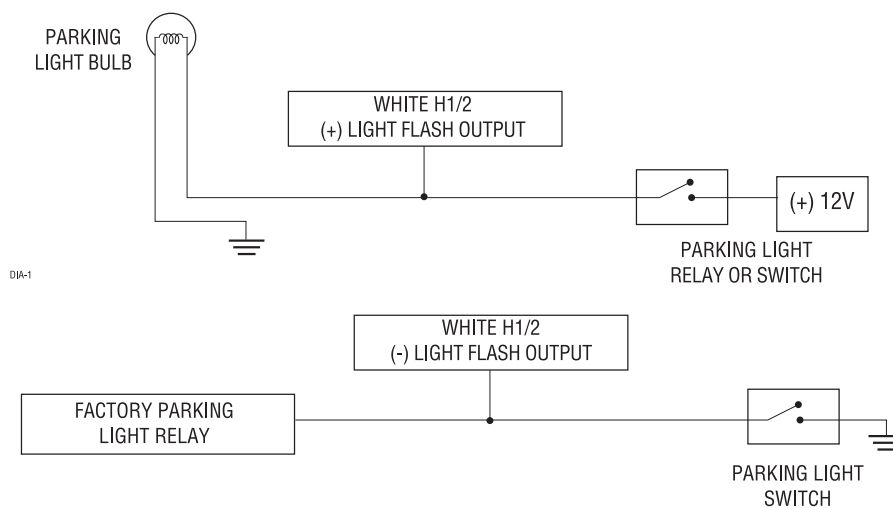 PARKING
LIGHT BULB
WHITE H1/2
(+) LIGHT FLASH OUTPUT
(+) 12V
PARKING LIGHT
RELAY OR SWITCH
DIA-1
WHITE H1/2
(-) LIGHT FLASH OUTPUT
FACTORY PARKING
LIGHT RELAY
PARKING LIGHT
SWITCH